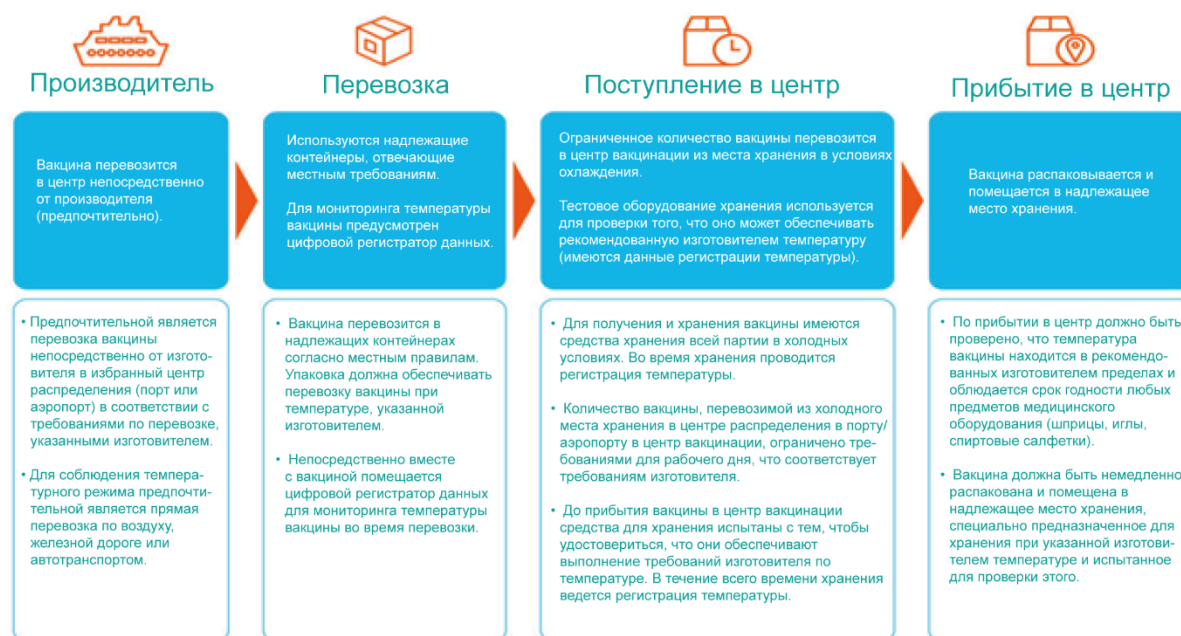 Производитель
Перевозка
Поступление в центр
Прибытие в центр
Вакцина перевозится
в центр непосредственно
от производителя
(предпочтительно).
Используются надлежащие
контейнеры, отвечающие
местным требованиям.
Для мониторинга температуры
вакцины предусмотрен
цифровой регистратор данных.
Ограниченное количество вакцины перевозится
в центр вакцинации из места хранения в условиях
охлаждения.
Тестовое оборудование хранения используется
для проверки того, что оно может обеспечивать
рекомендованную изготовителем температуру
(имеются данные регистрации температуры).
Вакцина распаковывается и
помещается в надлежащее
место хранения.
• Предпочтительной является
перевозка вакцины
непосредственно от изгото-
вителя в избранный центр
распределения (порт или
аэропорт) в соответствии с
требованиями по перевозке,
указанными изготовителем.
• Для соблюдения темпера-
турного режима предпочти-
тельной является прямая
перевозка по воздуху,
железной дороге или
автотранспортом.
• Вакцина перевозится в
надлежащих контейнерах
согласно местным правилам.
Упаковка должна обеспечивать
перевозку вакцины при
температуре, указанной
изготовителем.
• Непосредственно вместе
с вакциной помещается
цифровой регистратор данных
для мониторинга температуры
вакцины во время перевозки.
• Для получения и хранения вакцины имеются
средства хранения всей партии в холодных
условиях. Во время хранения проводится
регистрация температуры.
• Количество вакцины, перевозимой из холодного
места хранения в центре распределения в порту/
аэропорту в центр вакцинации, ограничено тре-
бованиями для рабочего дня, что соответствует
требованиям изготовителя.
• До прибытия вакцины в центр вакцинации
средства для хранения испытаны с тем, чтобы
удостовериться, что они обеспечивают
выполнение требований изготовителя по
температуре. В течение всего времени хранения
ведется регистрация температуры.
• По прибытии в центр должно быть
проверено, что температура
вакцины находится в рекомендо-
ванных изготовителем пределах и
облюдается срок годности любых
предметов медицинского
оборудования (шприцы, иглы,
спиртовые салфетки).
• Вакцина должна быть немедленно
распакована и помещена в
надлежащее место хранения,
специально предназначенное для
хранения при указанной изготови-
телем температуре и испытанное
для проверки этого.